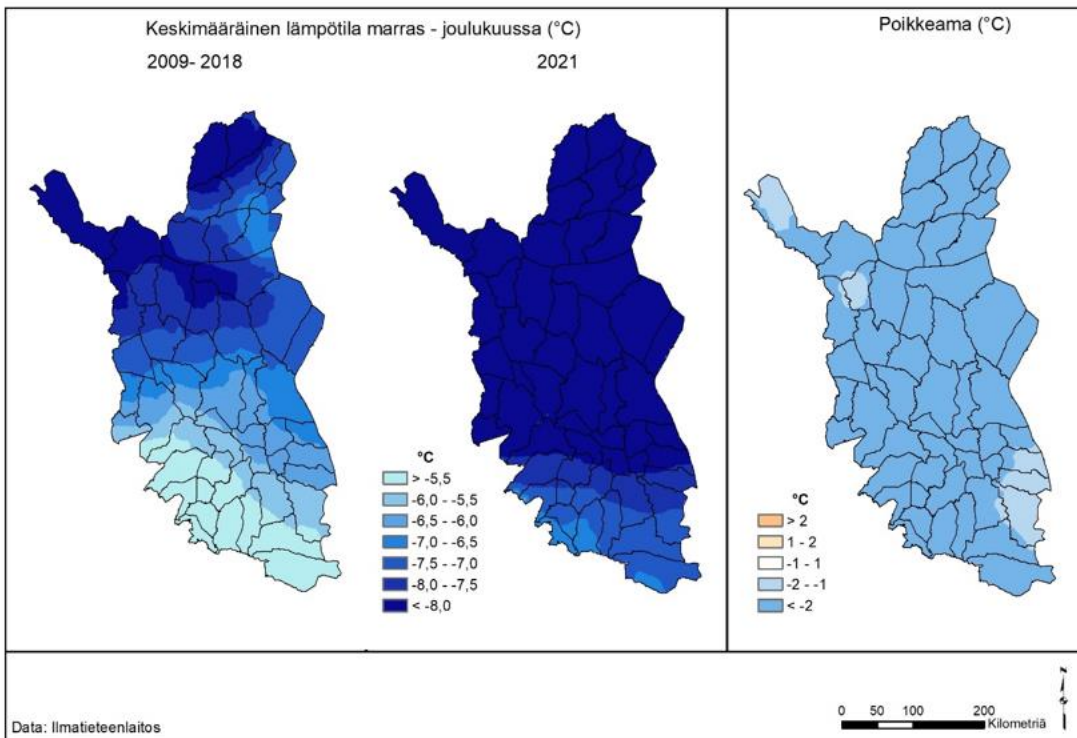 Keskimääräinen lämpötila marras - joulukuussa (°C)
2009- 2018
2021
Poikkeama (°C)
°C
> -5,5
-6,0 - -5,5
-6,5 - -6,0
-7,0 - -6,5
-7,5 - -7,0
-8,0 - -7,5
< -8,0
°C
> 2
1 - 2
-1 - 1
-2 - -1
< -2
Data: Ilmatieteenlaitos
0 50 100 200
Kilometriä
N